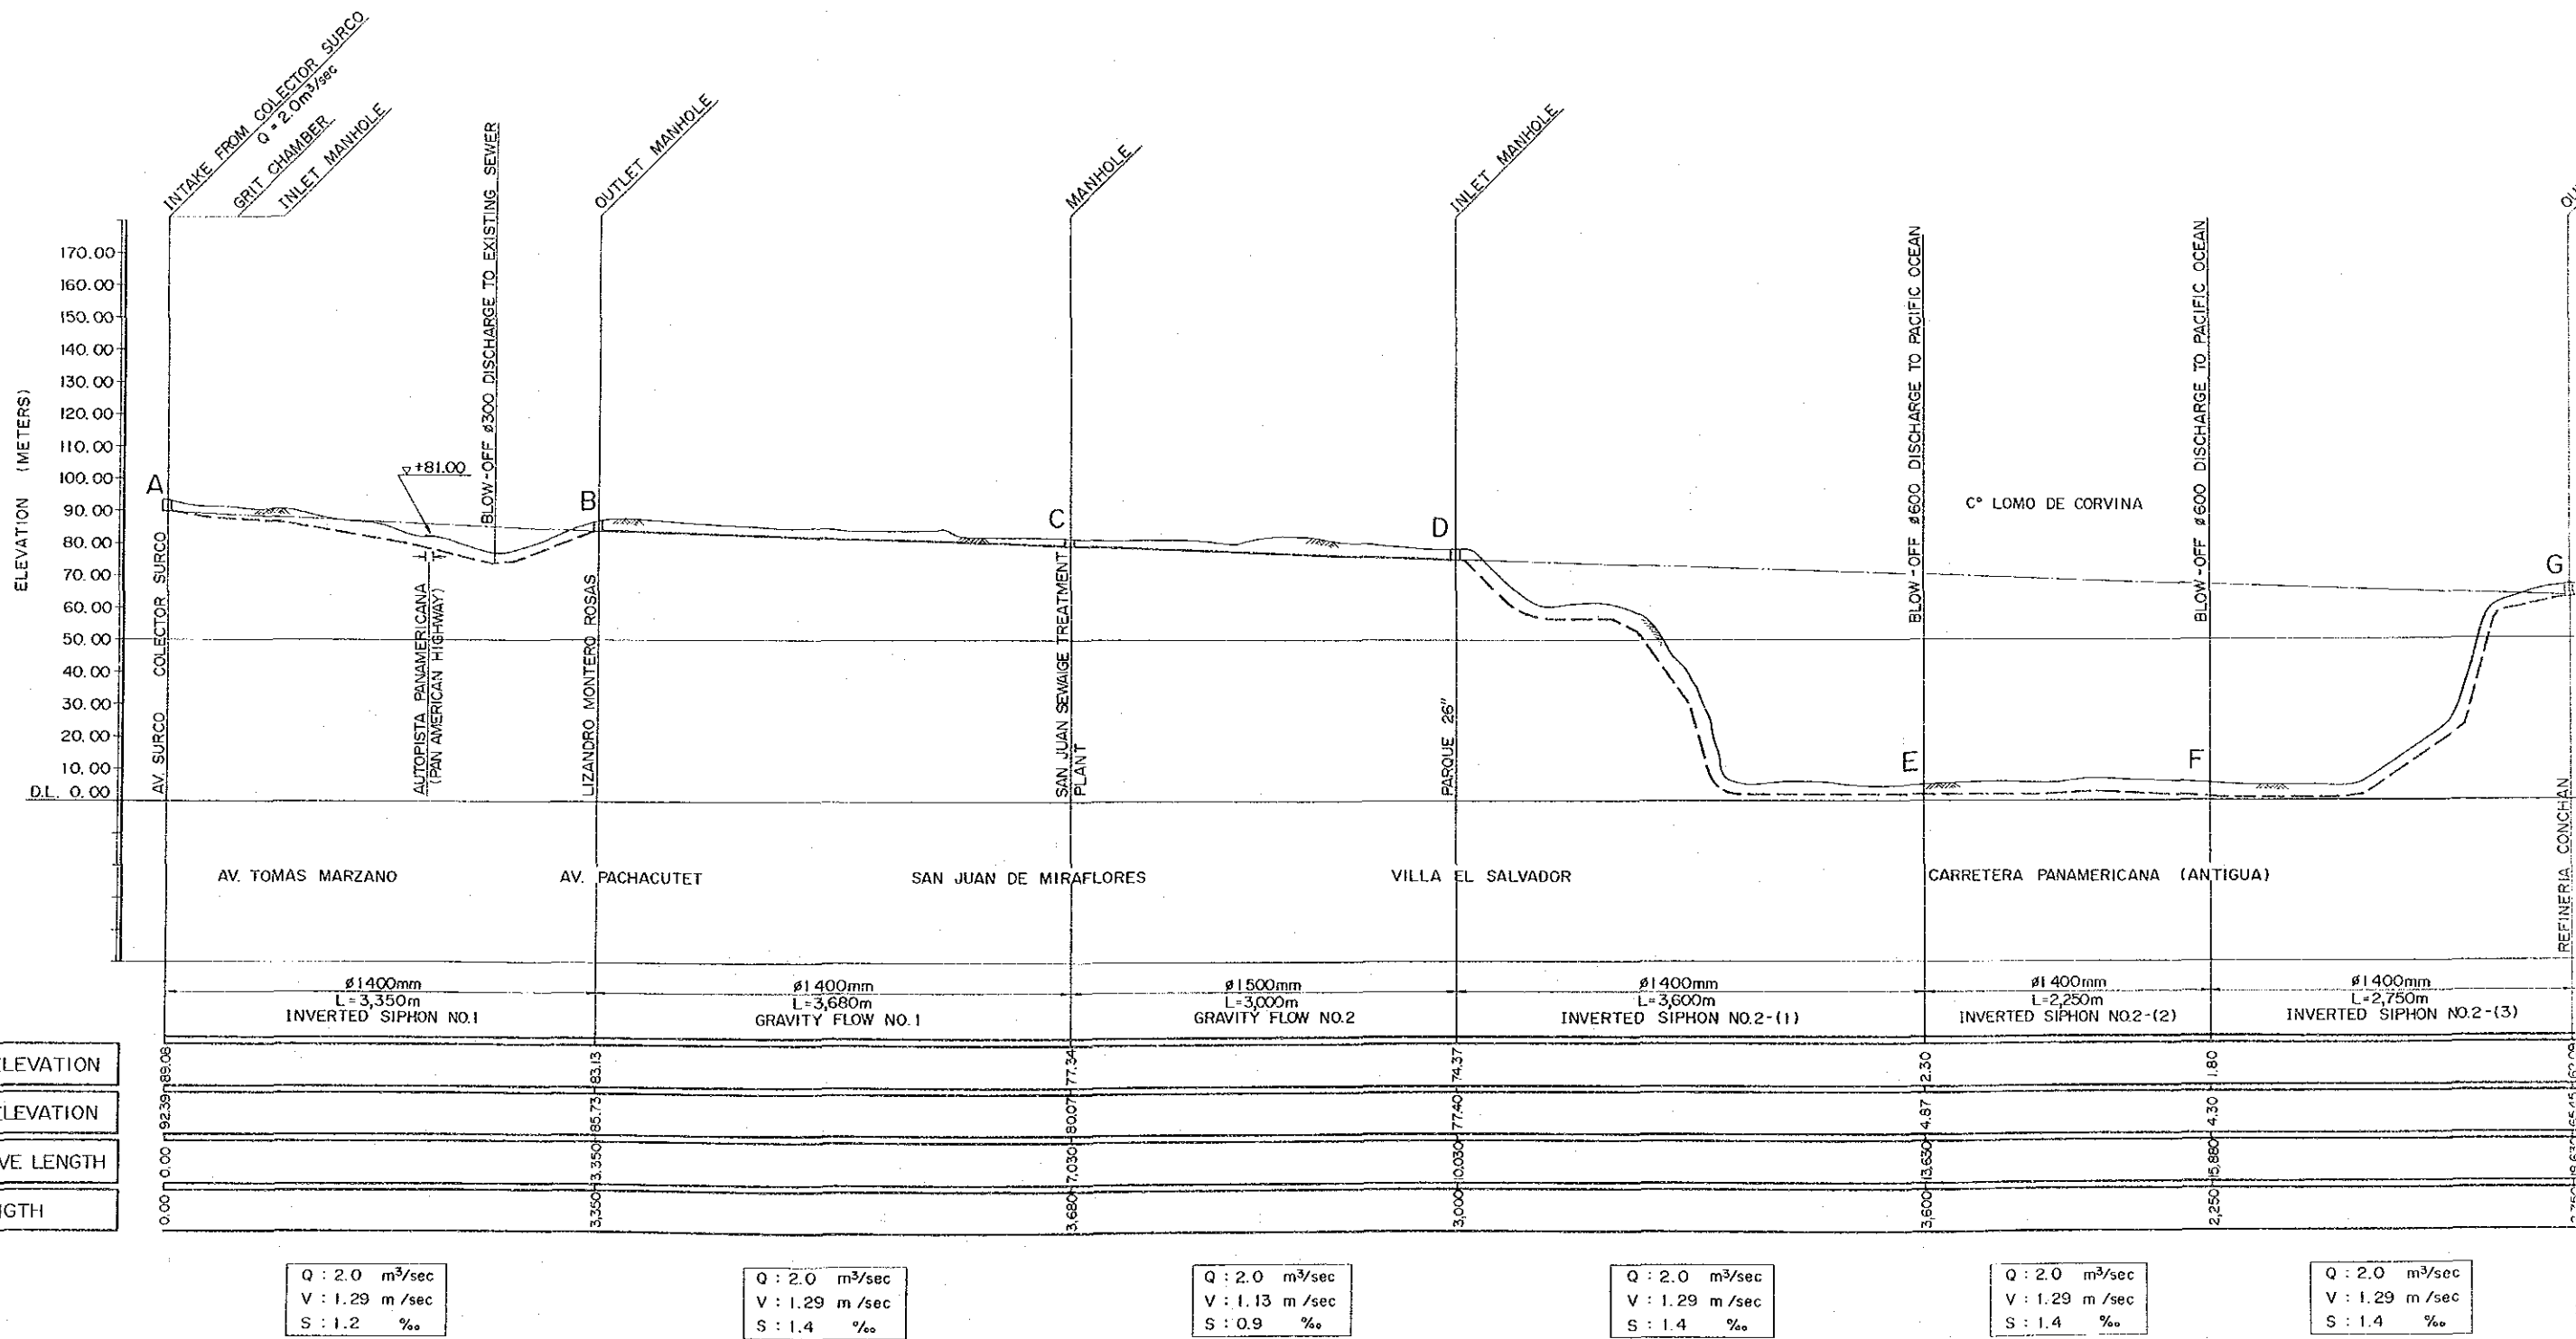 INTAKE FROM COLECTOR SURCO
Q = 2.0m³/sec
GRIT CHAMBER
INLET MANHOLE
BLOW-OFF ø300 DISCHARGE TO EXISTING SEWER
OUTLET MANHOLE
MANHOLE
INLET MANHOLE
BLOW-OFF ø600 DISCHARGE TO PACIFIC OCEAN
BLOW-OFF ø600 DISCHARGE TO PACIFIC OCEAN
OU
ELEVATION (METERS)
170.00
160.00
150.00
140.00
130.00
120.00
110.00
100.00
90.00
80.00
70.00
60.00
50.00
40.00
30.00
20.00
10.00
D.L. 0.00
A
B
C
D
E
F
G
▽+81.00
C° LOMO DE CORVINA
AV. SURCO COLECTOR SURCO
AUTOPISTA PANAMERICANA
(PAN AMERICAN HIGHWAY)
LIZANDRO MONTERO ROSAS
SAN JUAN SEWAIGE TREATMENT
PLANT
PARQUE 26"
REFINERIA CONCHAN
AV. TOMAS MARZANO
AV. PACHACUTET
SAN JUAN DE MIRAFLORES
VILLA EL SALVADOR
CARRETERA PANAMERICANA (ANTIGUA)
ø1400mm
L=3,350m
INVERTED SIPHON NO.1
ø1400mm
L=3,680m
GRAVITY FLOW NO.1
ø1500mm
L=3,000m
GRAVITY FLOW NO.2
ø1400mm
L=3,600m
INVERTED SIPHON NO.2-(1)
ø1400mm
L=2,250m
INVERTED SIPHON NO.2-(2)
ø1400mm
L=2,750m
INVERTED SIPHON NO.2-(3)
LEVATION 89.08 83.13 77.34 74.37 2.30 1.80 62.09
LEVATION 92.39 85.73 80.07 77.40 4.87 4.30 65.45
VE LENGTH 0.00 3,350 7,030 10,030 13,630 15,880 18,630
NGTH 0.00 3,350 3,680 3,000 3,600 2,250 2,750
Q : 2.0 m³/sec
V : 1.29 m /sec
S : 1.2 ‰
Q : 2.0 m³/sec
V : 1.29 m /sec
S : 1.4 ‰
Q : 2.0 m³/sec
V : 1.13 m /sec
S : 0.9 ‰
Q : 2.0 m³/sec
V : 1.29 m /sec
S : 1.4 ‰
Q : 2.0 m³/sec
V : 1.29 m /sec
S : 1.4 ‰
Q : 2.0 m³/sec
V : 1.29 m /sec
S : 1.4 ‰